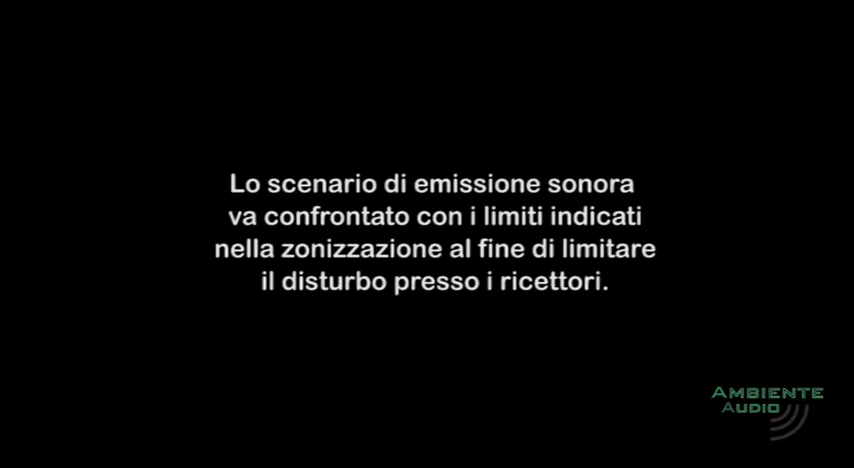 Lo scenario di emissione sonora
va confrontato con i limiti indicati
nella zonizzazione al fine di limitare
il disturbo presso i ricettori.
AMBIENTE
AUDIO